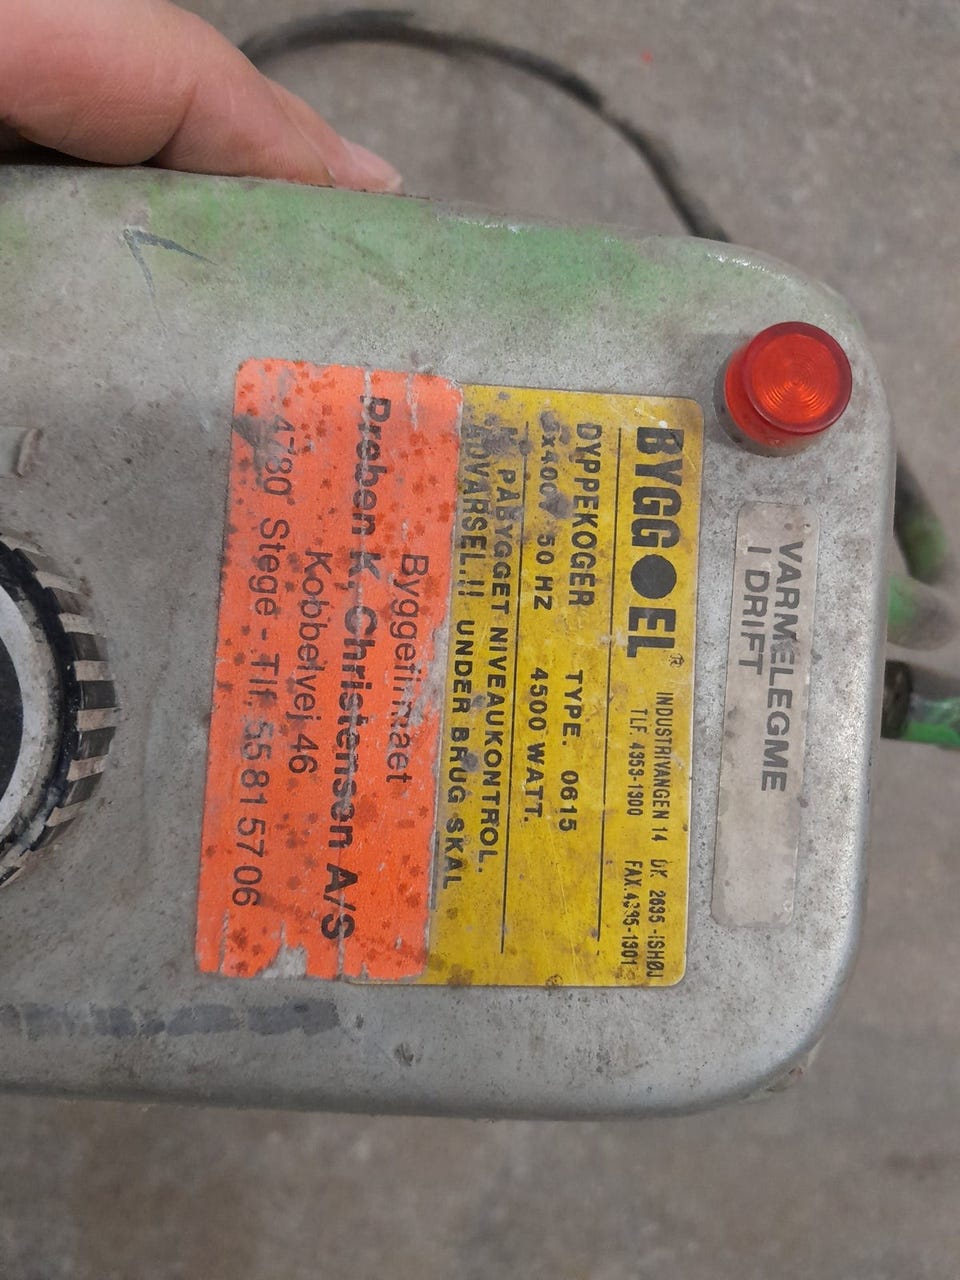 VARMELEGME
I DRIFT
BYGG●EL®
INDUSTRIVANGEN 14 DK 2635 - ISHØJ
TLF 4353-1300 FAX. 4395-1301
DYPPEKOGER TYPE. 0615
3x400V 50 HZ 4500 WATT.
PÅBYGGET NIVEAUKONTROL.
ADVARSEL.!! UNDER BRUG SKAL
Byggefirmaet
Preben K. Christensen A/S
Kobbelvej 46
4780 Stege - Tlf. 55 81 57 06